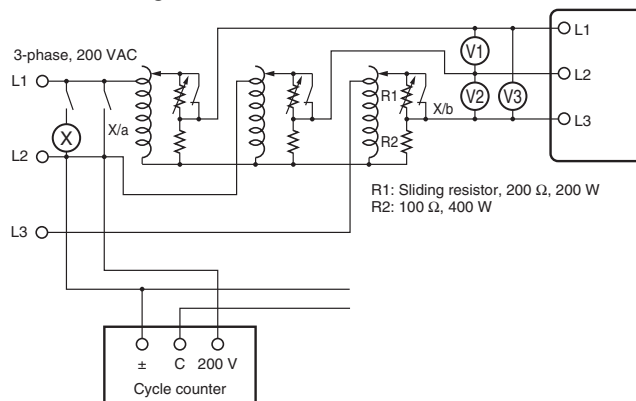 3-phase, 200 VAC
L1
L2
L3
X
X/a
R1
R2
X/b
V1
V2
V3
L1
L2
L3
R1: Sliding resistor, 200 Ω, 200 W
R2: 100 Ω, 400 W
± C 200 V
Cycle counter